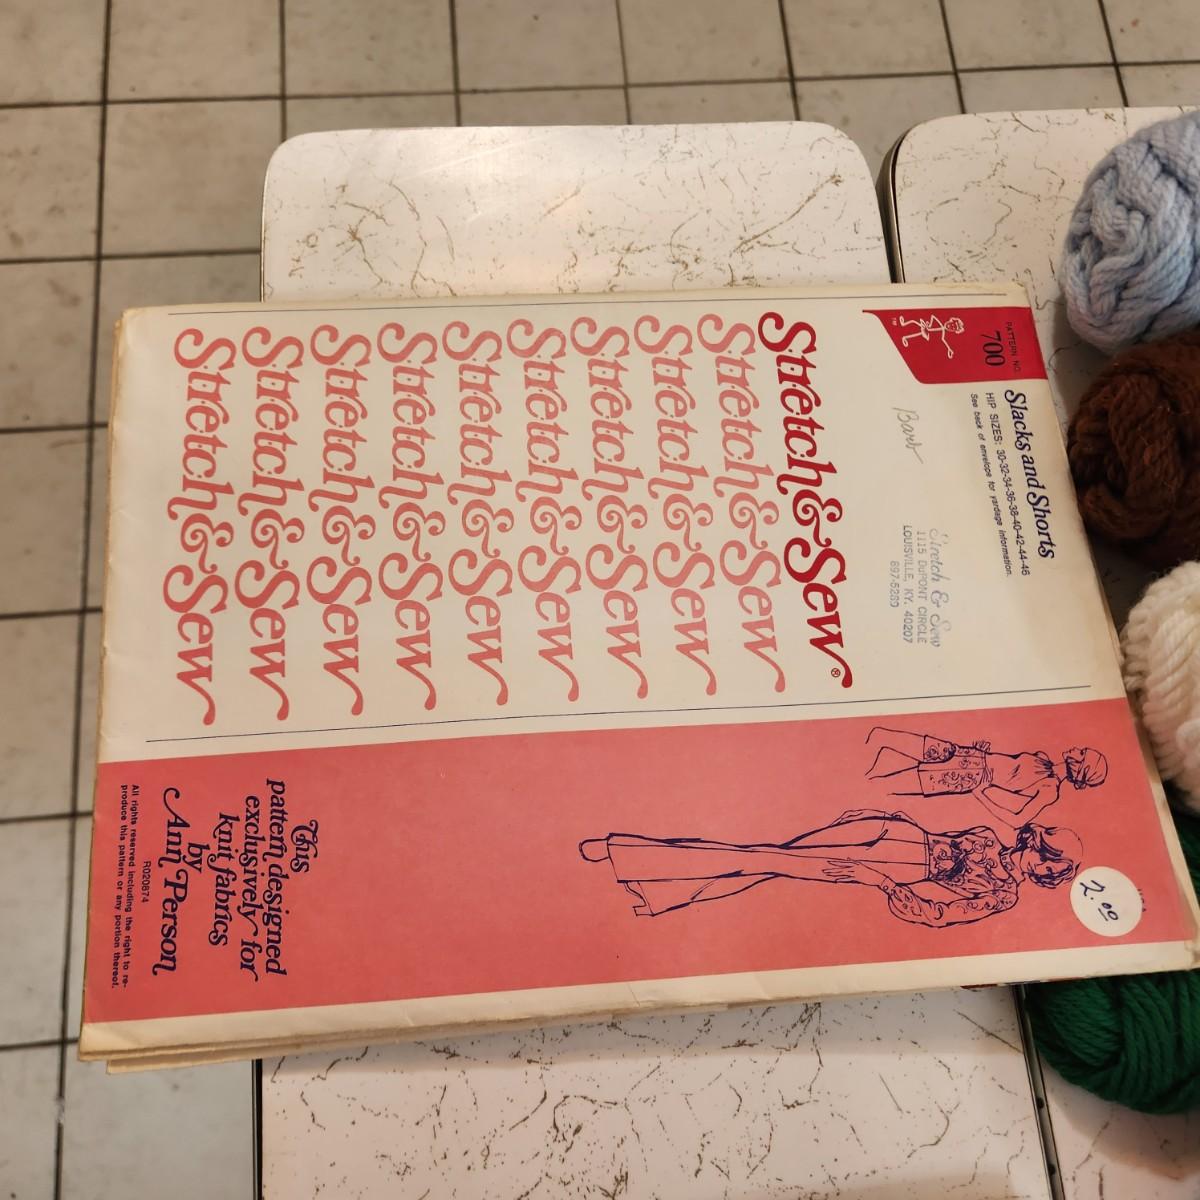 PATTERN NO.
700
TM
Slacks and Shorts
HIP SIZES: 30-32-34-36-38-40-42-44-46
See back of envelope for yardage information.
Barb
Stretch & Sew
1115 DuPONT CIRCLE
LOUISVILLE, KY. 40207
897-5289
Stretch & Sew®
Stretch & Sew
Stretch & Sew
Stretch & Sew
Stretch & Sew
Stretch & Sew
Stretch & Sew
Stretch & Sew
Stretch & Sew
Stretch & Sew
2.00
This
pattern designed
exclusively for
knit fabrics
by
Ann Person
R020874
All rights reserved including the right to re-
produce this pattern or any portion thereof.